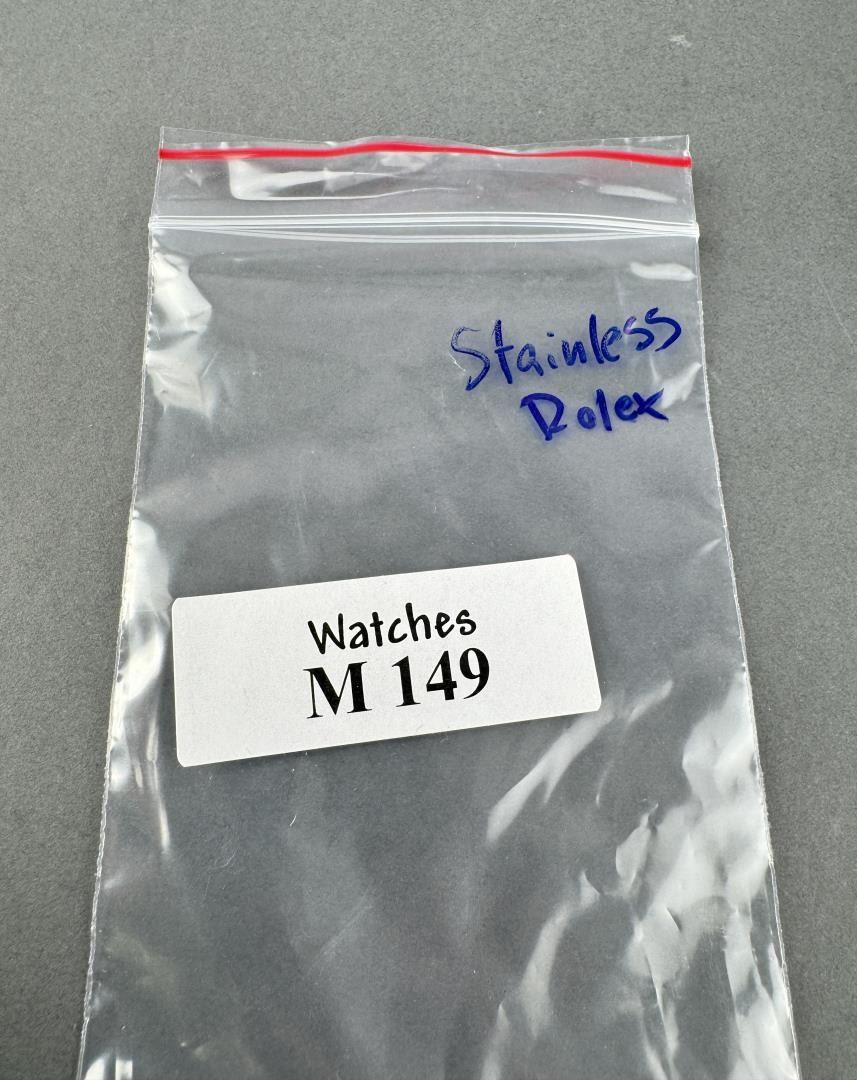 Stainless
Rolex
Watches
M 149